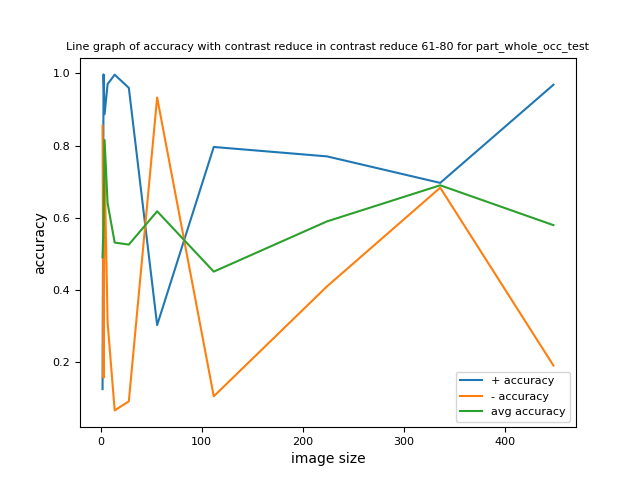 Line graph of accuracy with contrast reduce in contrast reduce 61-80 for part_whole_occ_test
1.0
0.8
0.6
0.4
0.2
accuracy
0 100 200 300 400
image size
+ accuracy
- accuracy
avg accuracy